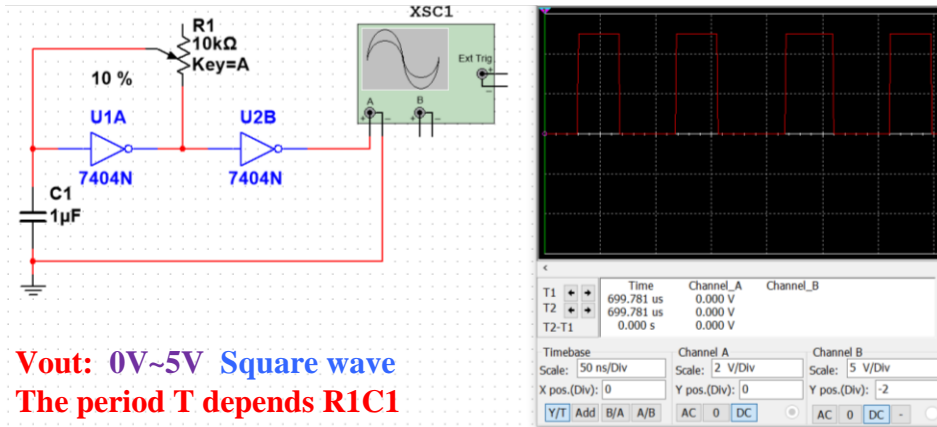 XSC1
R1
10kΩ
Key=A
10 %
Ext Trig
+
-
A
B
+
-
+
-
U1A
U2B
7404N
7404N
C1
1µF
Vout: 0V~5V Square wave
The period T depends R1C1
<
Time Channel_A Channel_B
T1 699.781 us 0.000 V
T2 699.781 us 0.000 V
T2-T1 0.000 s 0.000 V
Timebase Channel A Channel B
Scale: 50 ns/Div Scale: 2 V/Div Scale: 5 V/Div
X pos.(Div): 0 Y pos.(Div): 0 Y pos.(Div): -2
Y/T Add B/A A/B AC 0 DC AC 0 DC -